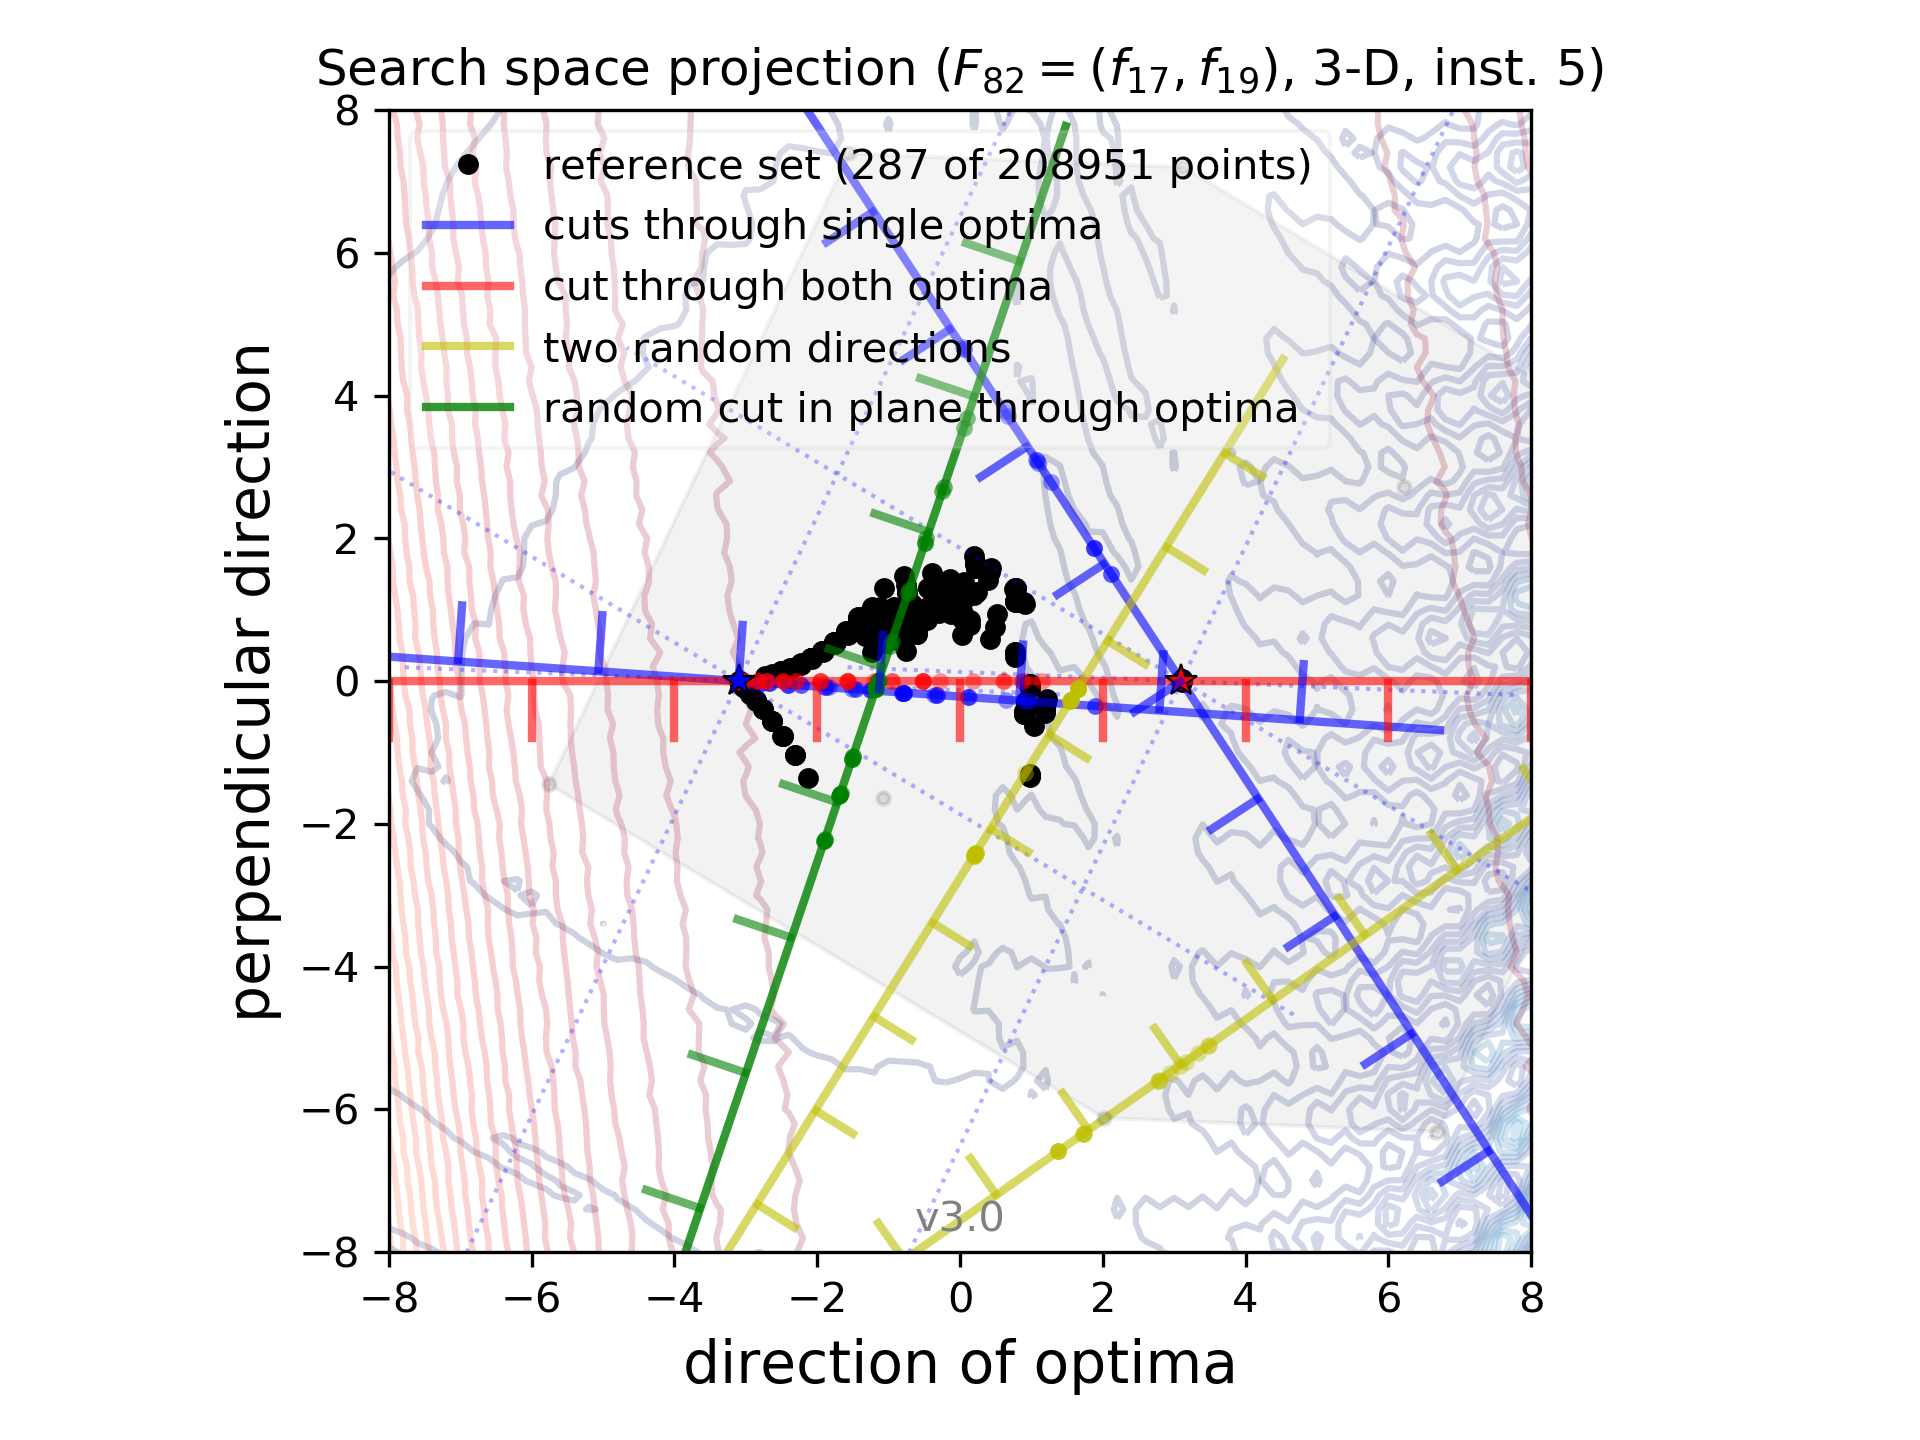 Search space projection (F82 = (f17, f19), 3-D, inst. 5)
reference set (287 of 208951 points)
cuts through single optima
cut through both optima
two random directions
random cut in plane through optima
8
6
4
2
0
−2
−4
−6
−8
perpendicular direction
v3.0
−8 −6 −4 −2 0 2 4 6 8
direction of optima